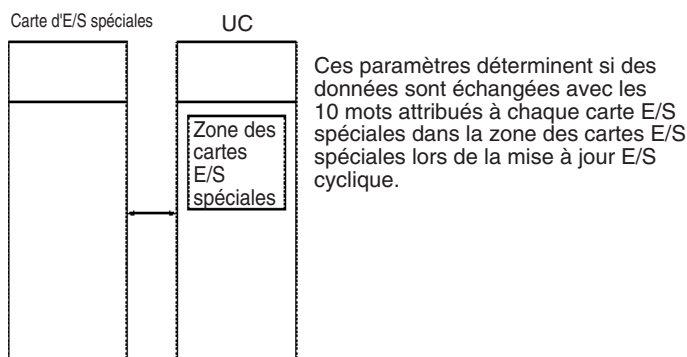 Carte d'E/S spéciales
UC
Zone des
cartes
E/S
spéciales
Ces paramètres déterminent si des
données sont échangées avec les
10 mots attribués à chaque carte E/S
spéciales dans la zone des cartes E/S
spéciales lors de la mise à jour E/S
cyclique.